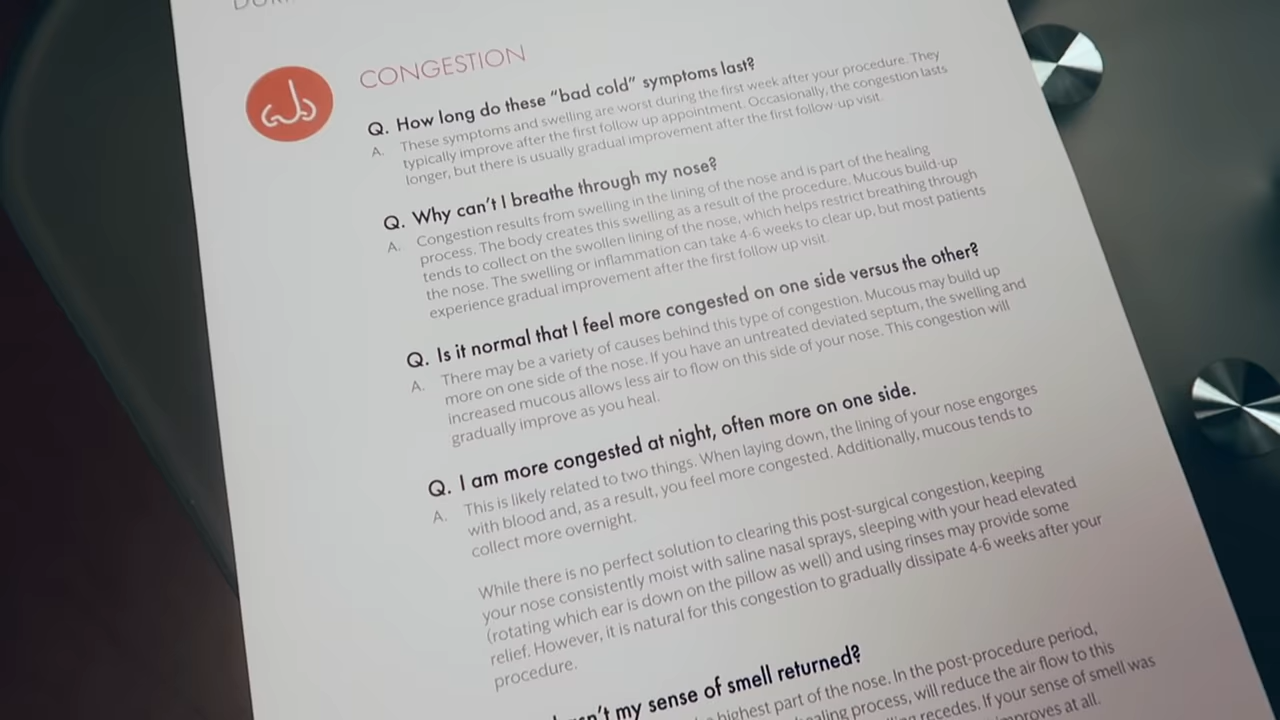 CONGESTION
Q. How long do these "bad cold" symptoms last?
A. These symptoms and swelling are worst during the first week after your procedure. They
typically improve after the first follow up appointment. Occasionally, the congestion lasts
longer, but there is usually gradual improvement after the first follow-up visit.
Q. Why can't I breathe through my nose?
A. Congestion results from swelling in the lining of the nose and is part of the healing
process. The body creates this swelling as a result of the procedure. Mucous build-up
tends to collect on the swollen lining of the nose, which helps restrict breathing through
the nose. The swelling or inflammation can take 4-6 weeks to clear up, but most patients
experience gradual improvement after the first follow up visit.
Q. Is it normal that I feel more congested on one side versus the other?
A. There may be a variety of causes behind this type of congestion. Mucous may build up
more on one side of the nose. If you have an untreated deviated septum, the swelling and
increased mucous allows less air to flow on this side of your nose. This congestion will
gradually improve as you heal.
Q. I am more congested at night, often more on one side.
A. This is likely related to two things. When laying down, the lining of your nose engorges
with blood and, as a result, you feel more congested. Additionally, mucous tends to
collect more overnight.
While there is no perfect solution to clearing this post-surgical congestion, keeping
your nose consistently moist with saline nasal sprays, sleeping with your head elevated
(rotating which ear is down on the pillow as well) and using rinses may provide some
relief. However, it is natural for this congestion to gradually dissipate 4-6 weeks after your
procedure.
my sense of smell returned?
highest part of the nose. In the post-procedure period,
process, will reduce the air flow to this
recedes. If your sense of smell was
at all.